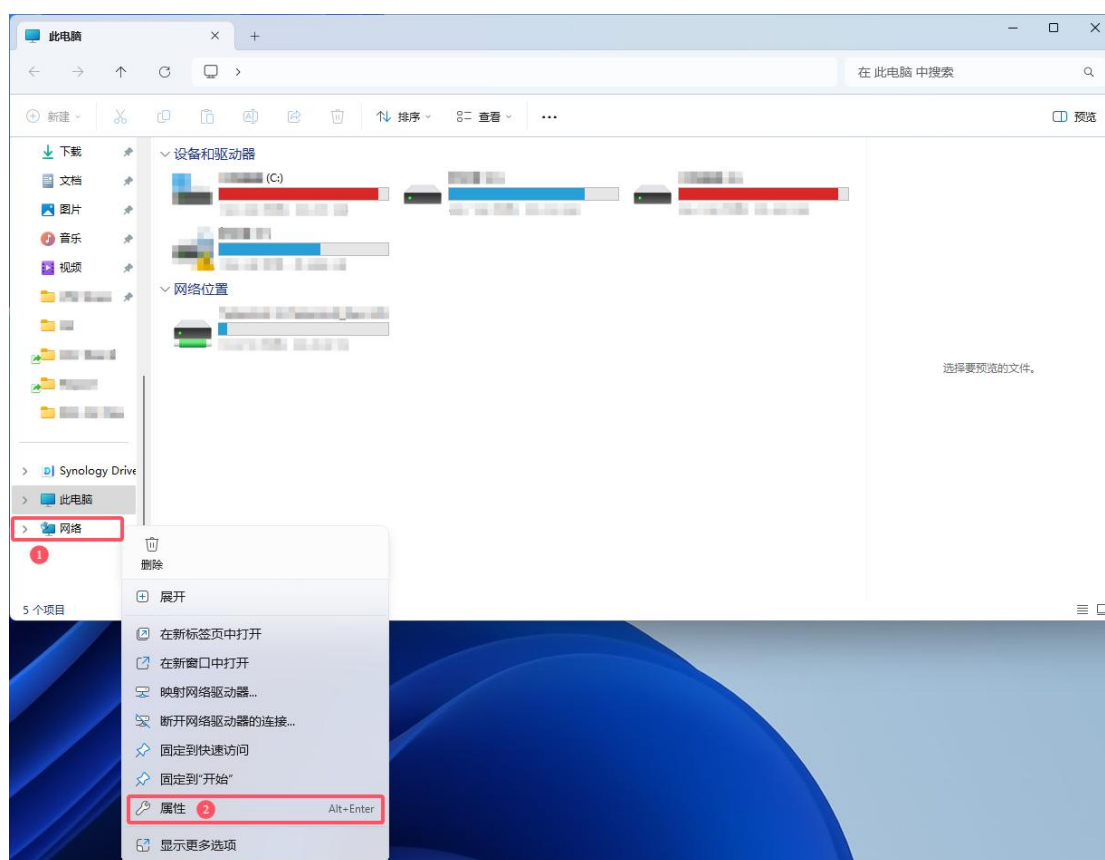 此电脑
在 此电脑 中搜索
新建
排序
查看
预览
下载
文档
图片
音乐
视频
Synology Drive
此电脑
网络
1
5 个项目
设备和驱动器
(C:)
网络位置
选择要预览的文件。
删除
展开
在新标签页中打开
在新窗口中打开
映射网络驱动器...
断开网络驱动器的连接...
固定到快速访问
固定到"开始"
属性 2 Alt+Enter
显示更多选项